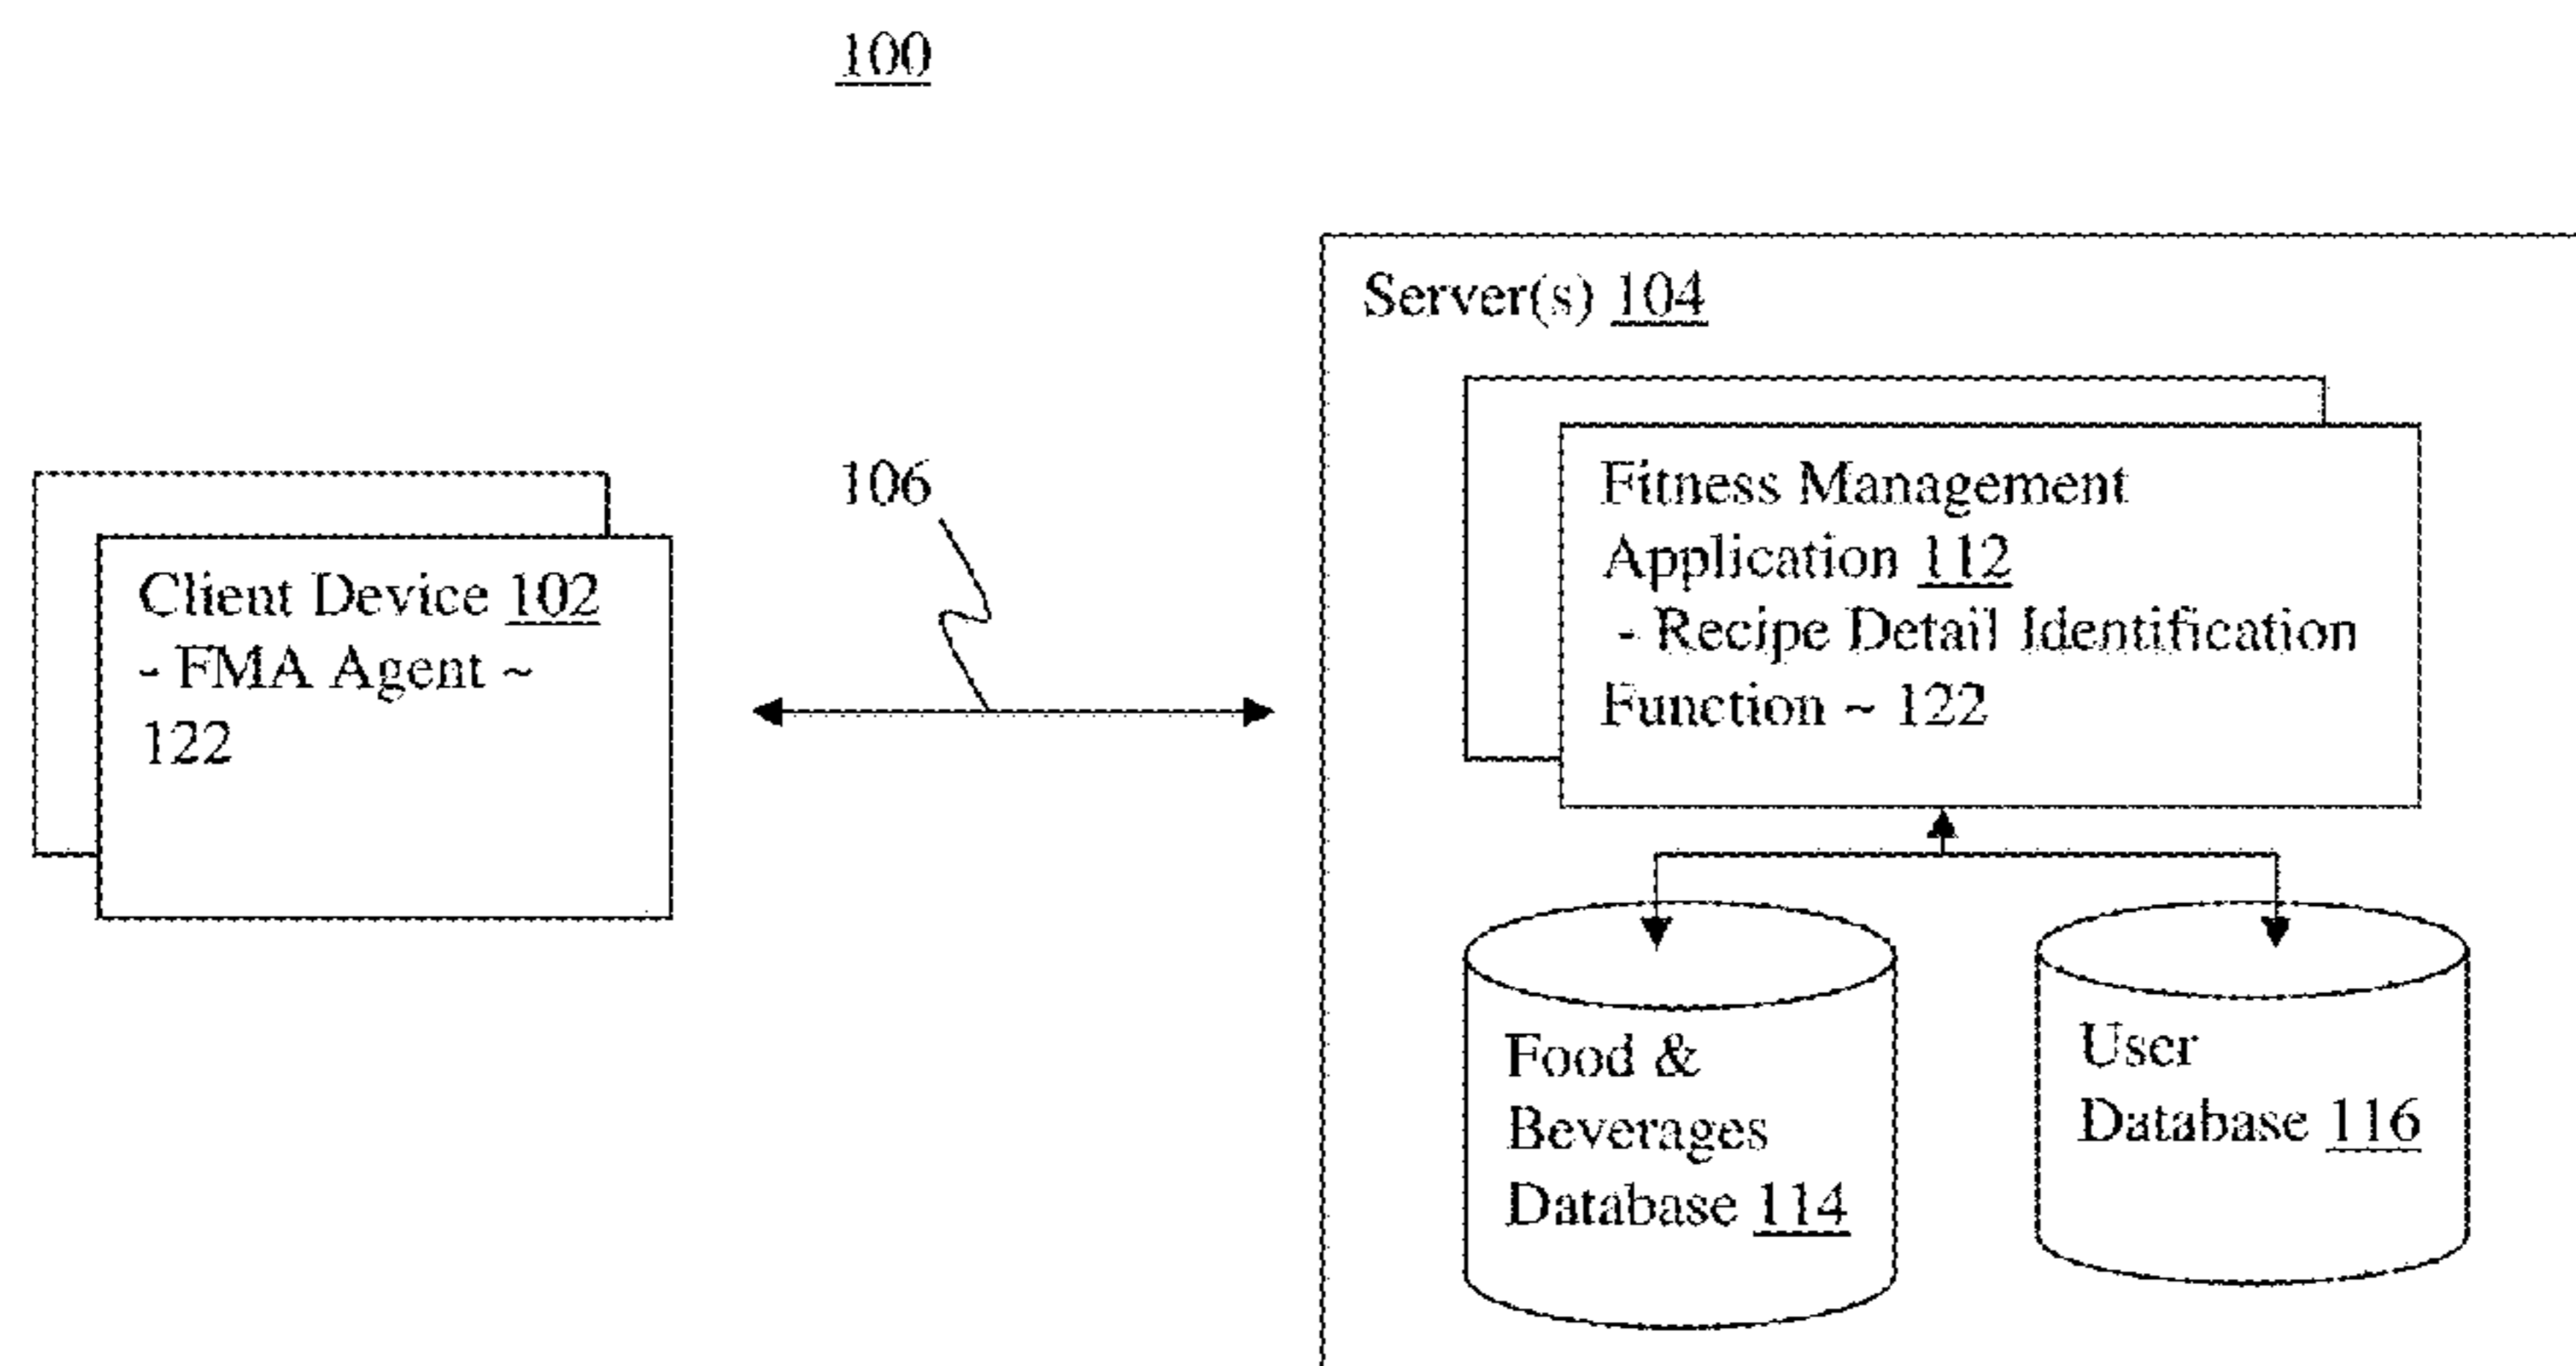 100
Server(s) 104
Fitness Management
Application 112
- Recipe Detail Identification
Function ~ 122
106
Client Device 102
- FMA Agent ~
122
Food &
Beverages
Database 114
User
Database 116